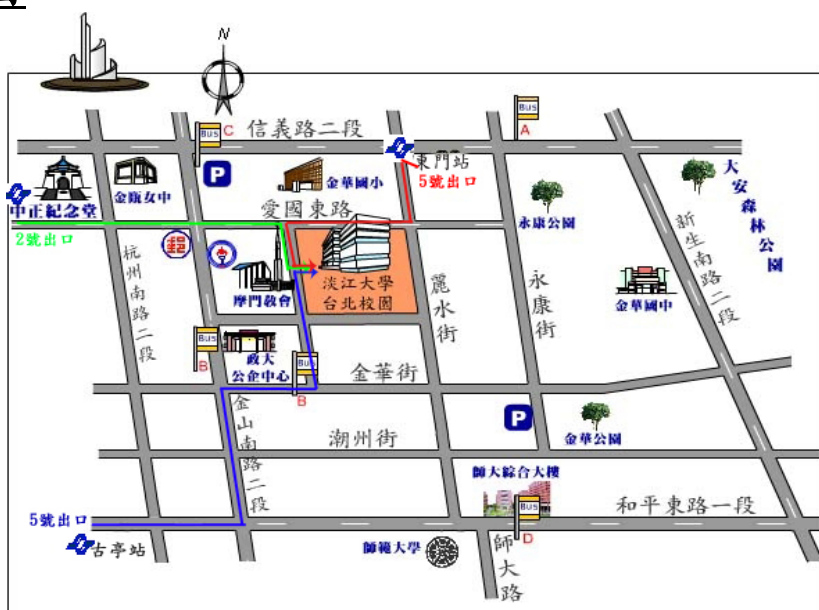 N
Bus
C
信義路二段
Bus
A
P
東門站
5號出口
金甌女中
金華國小
大安森林公園
中正紀念堂
愛國東路
永康公園
新生南路二段
2號出口
郵
杭州南路二段
摩門教會
淡江大學
台北校園
麗水街
永康街
金華國中
Bus
B
政大
公企中心
Bus
B
金華街
金山南路二段
潮州街
P
金華公園
師大綜合大樓
5號出口
Bus
D
和平東路一段
古亭站
師範大學
師大路